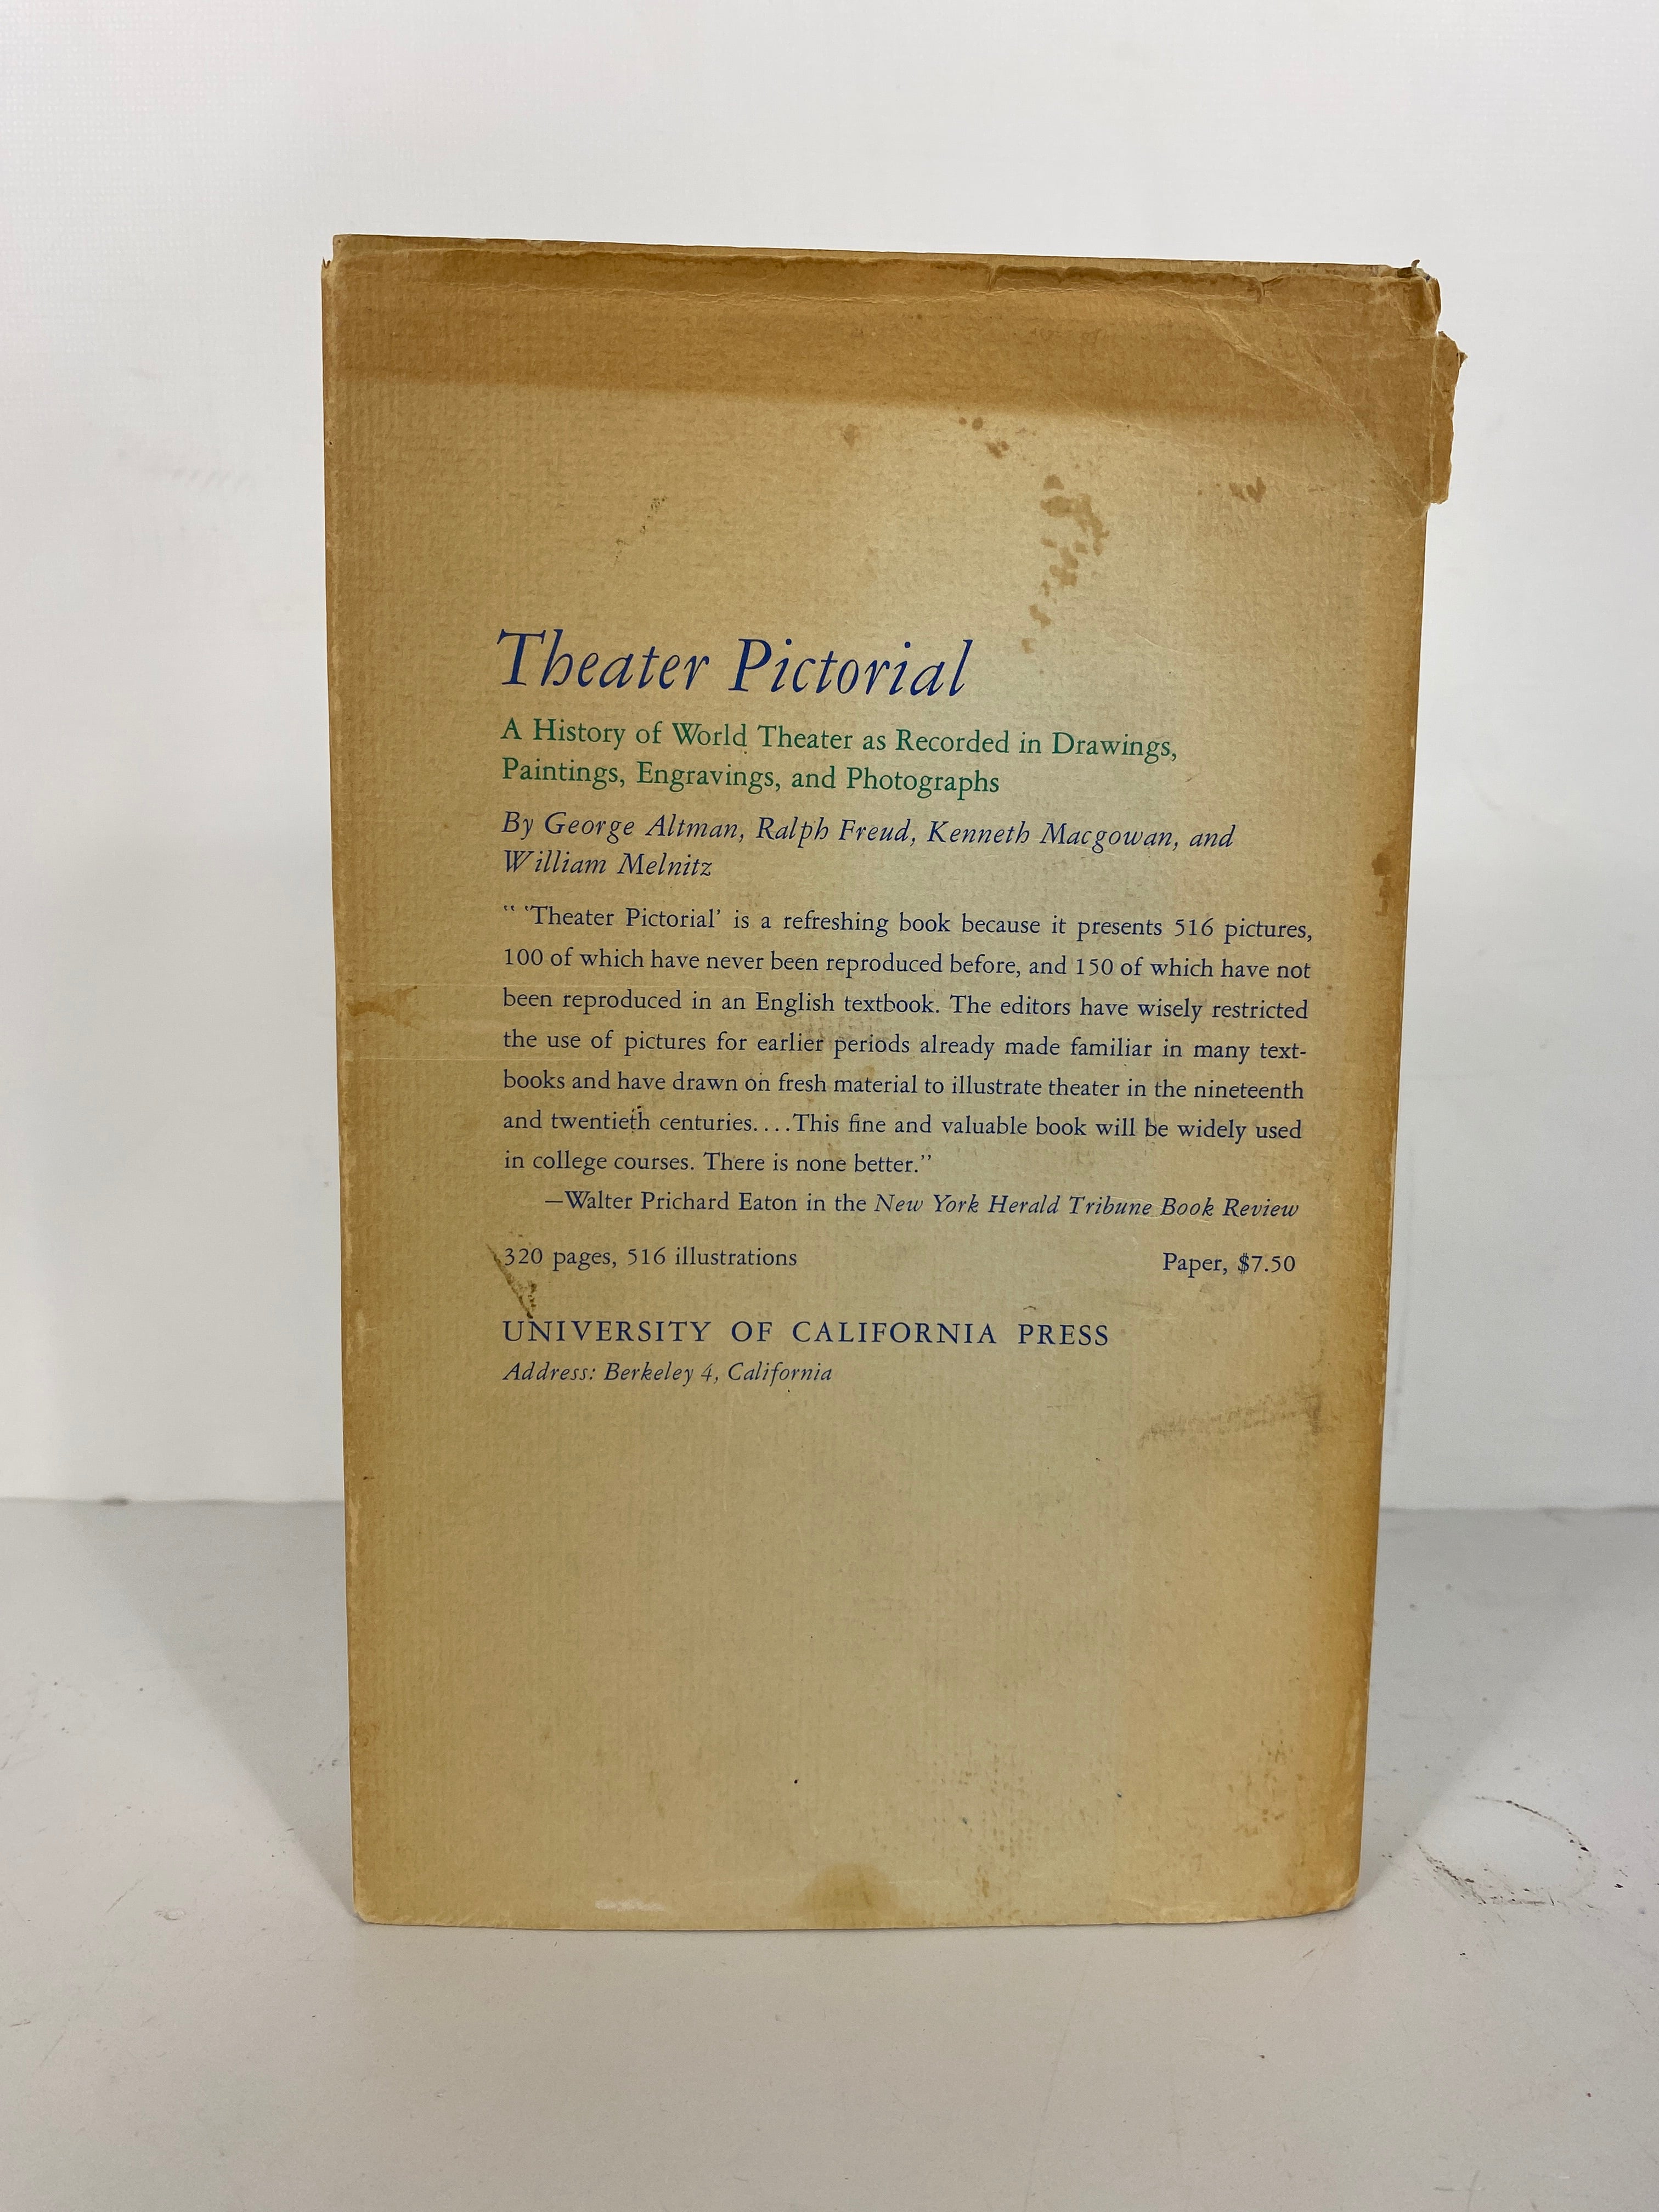 Theater Pictorial
A History of World Theater as Recorded in Drawings,
Paintings, Engravings, and Photographs
By George Altman, Ralph Freud, Kenneth Macgowan, and
William Melnitz
“ ‘Theater Pictorial’ is a refreshing book because it presents 516 pictures,
100 of which have never been reproduced before, and 150 of which have not
been reproduced in an English textbook. The editors have wisely restricted
the use of pictures for earlier periods already made familiar in many text-
books and have drawn on fresh material to illustrate theater in the nineteenth
and twentieth centuries....This fine and valuable book will be widely used
in college courses. There is none better.”
—Walter Prichard Eaton in the New York Herald Tribune Book Review
320 pages, 516 illustrations Paper, $7.50
UNIVERSITY OF CALIFORNIA PRESS
Address: Berkeley 4, California